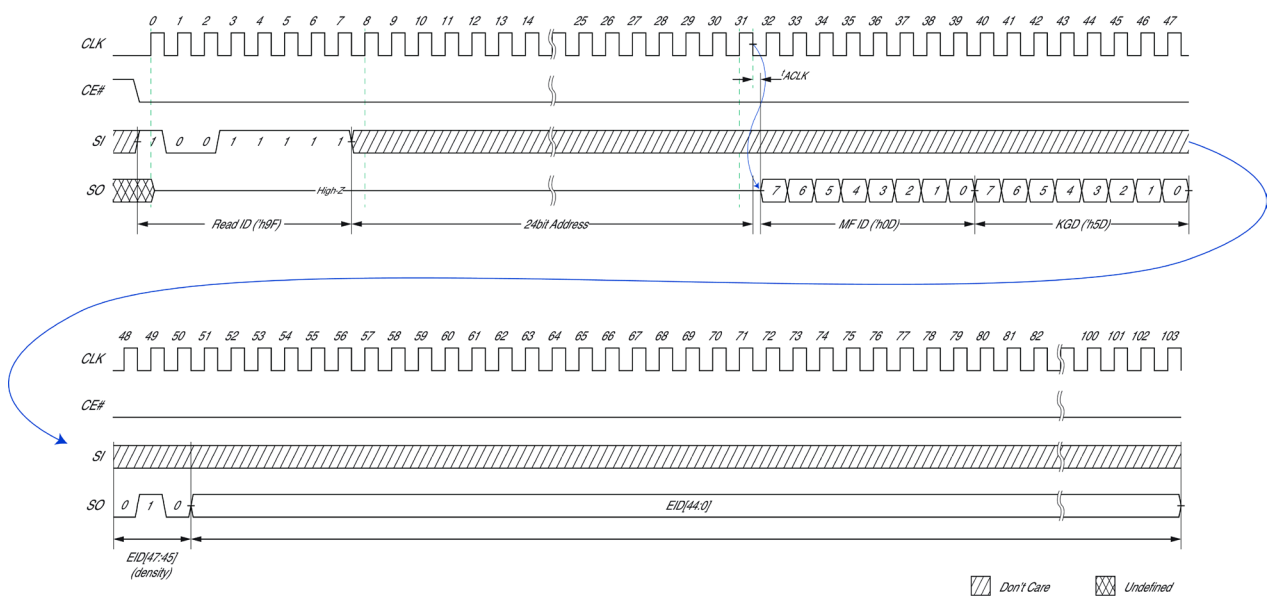 0 1 2 3 4 5 6 7 8 9 10 11 12 13 14 25 26 27 28 29 30 31 32 33 34 35 36 37 38 39 40 41 42 43 44 45 46 47
CLK
tACLK
CE#
SI 1 0 0 1 1 1 1 1
SO High-Z 7 6 5 4 3 2 1 0 7 6 5 4 3 2 1 0
Read ID ('h9F) 24bit Address MF ID ('h0D) KGD ('h5D)
48 49 50 51 52 53 54 55 56 57 58 59 60 61 62 63 64 65 66 67 68 69 70 71 72 73 74 75 76 77 78 79 80 81 82 100 101 102 103
CLK
CE#
SI
SO 0 1 0 EID[44:0]
EID[47:45]
(density)
Don't Care Undefined